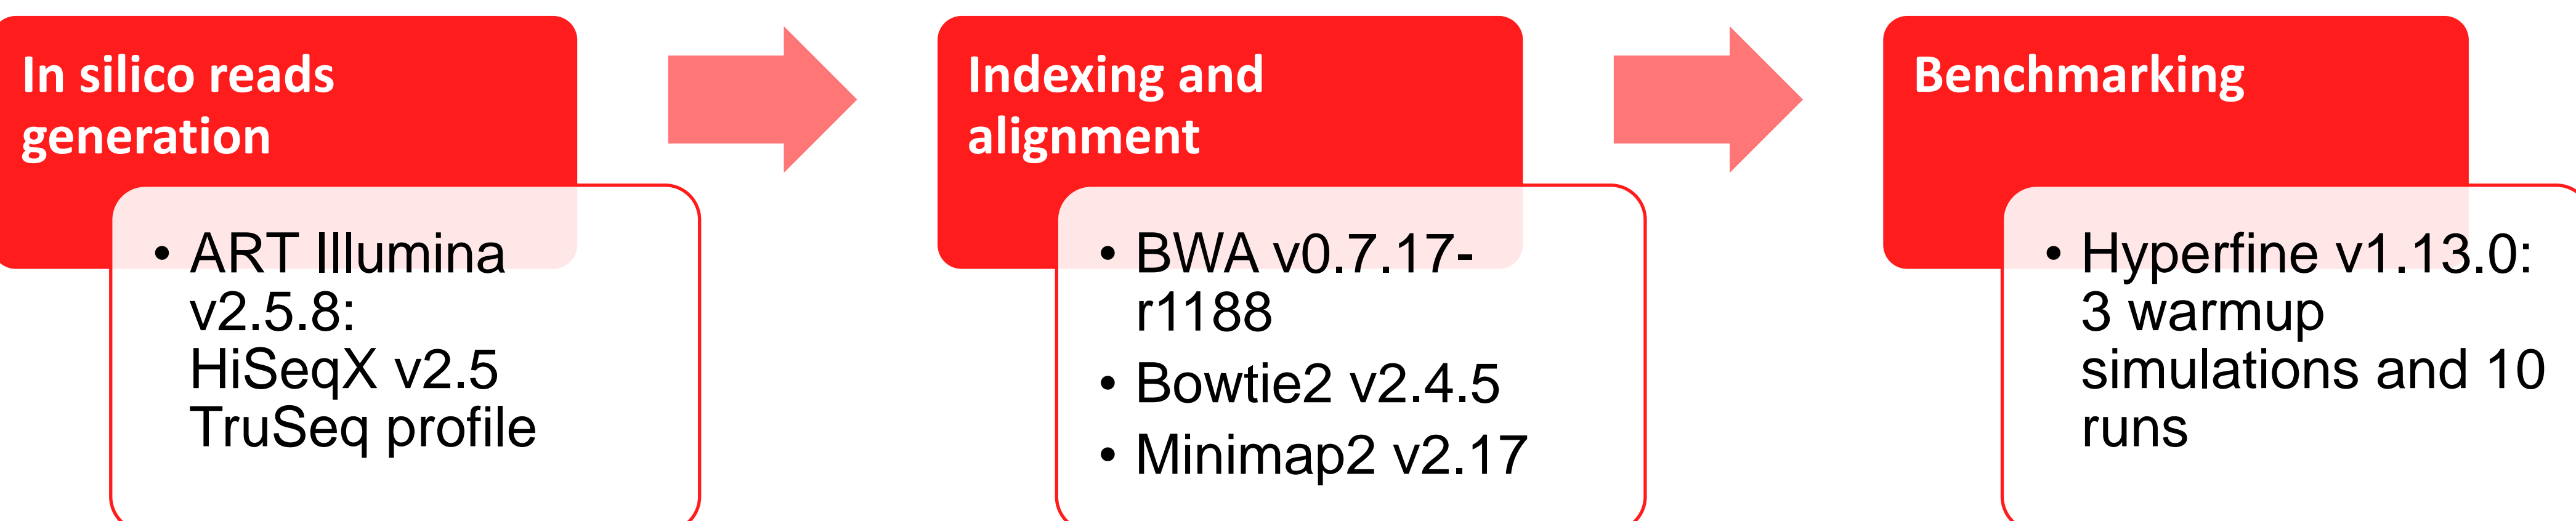 In silico reads
generation
• ART Illumina
v2.5.8:
HiSeqX v2.5
TruSeq profile
Indexing and
alignment
• BWA v0.7.17-
r1188
• Bowtie2 v2.4.5
• Minimap2 v2.17
Benchmarking
• Hyperfine v1.13.0:
3 warmup
simulations and 10
runs